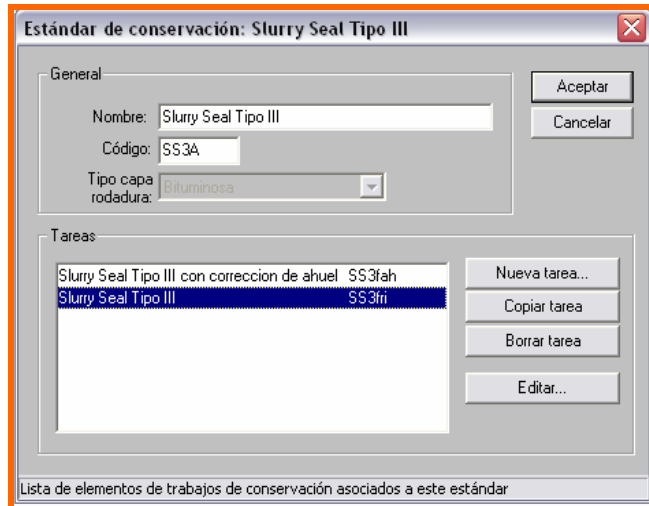 Estándar de conservación: Slurry Seal Tipo III
General
Nombre: Slurry Seal Tipo III
Código: SS3A
Tipo capa rodadura: Bituminosa
Aceptar
Cancelar
Tareas
Slurry Seal Tipo III con correccion de ahuel SS3fah
Slurry Seal Tipo III SS3fri
Nueva tarea...
Copiar tarea
Borrar tarea
Editar...
Lista de elementos de trabajos de conservación asociados a este estándar